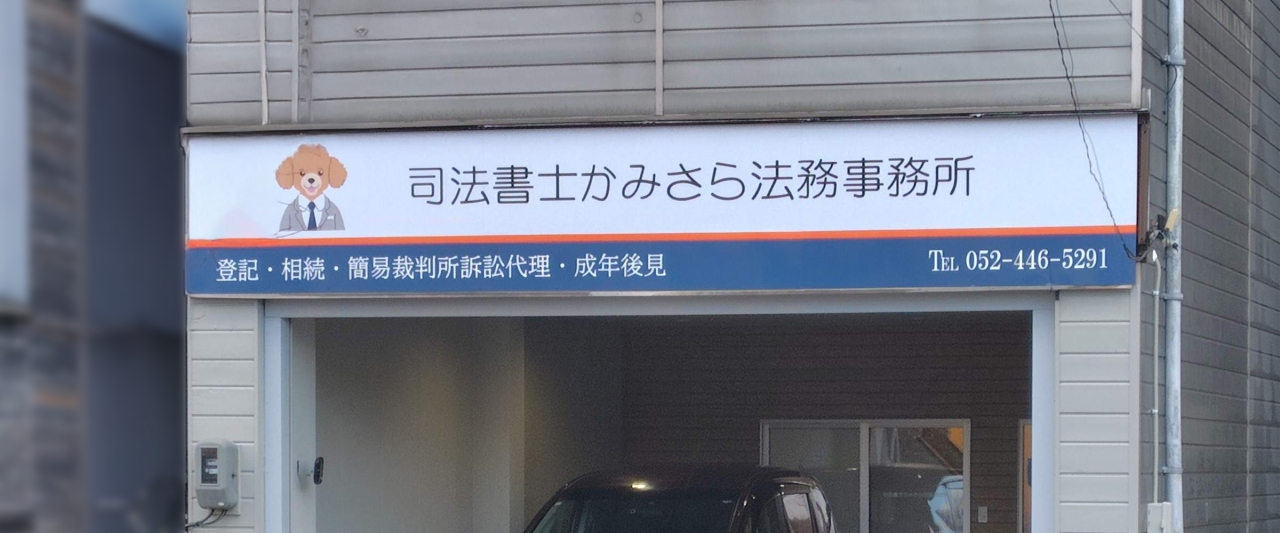 司法書士かみさら法務事務所
登記・相続・簡易裁判所訴訟代理・成年後見
TEL 052-446-5291